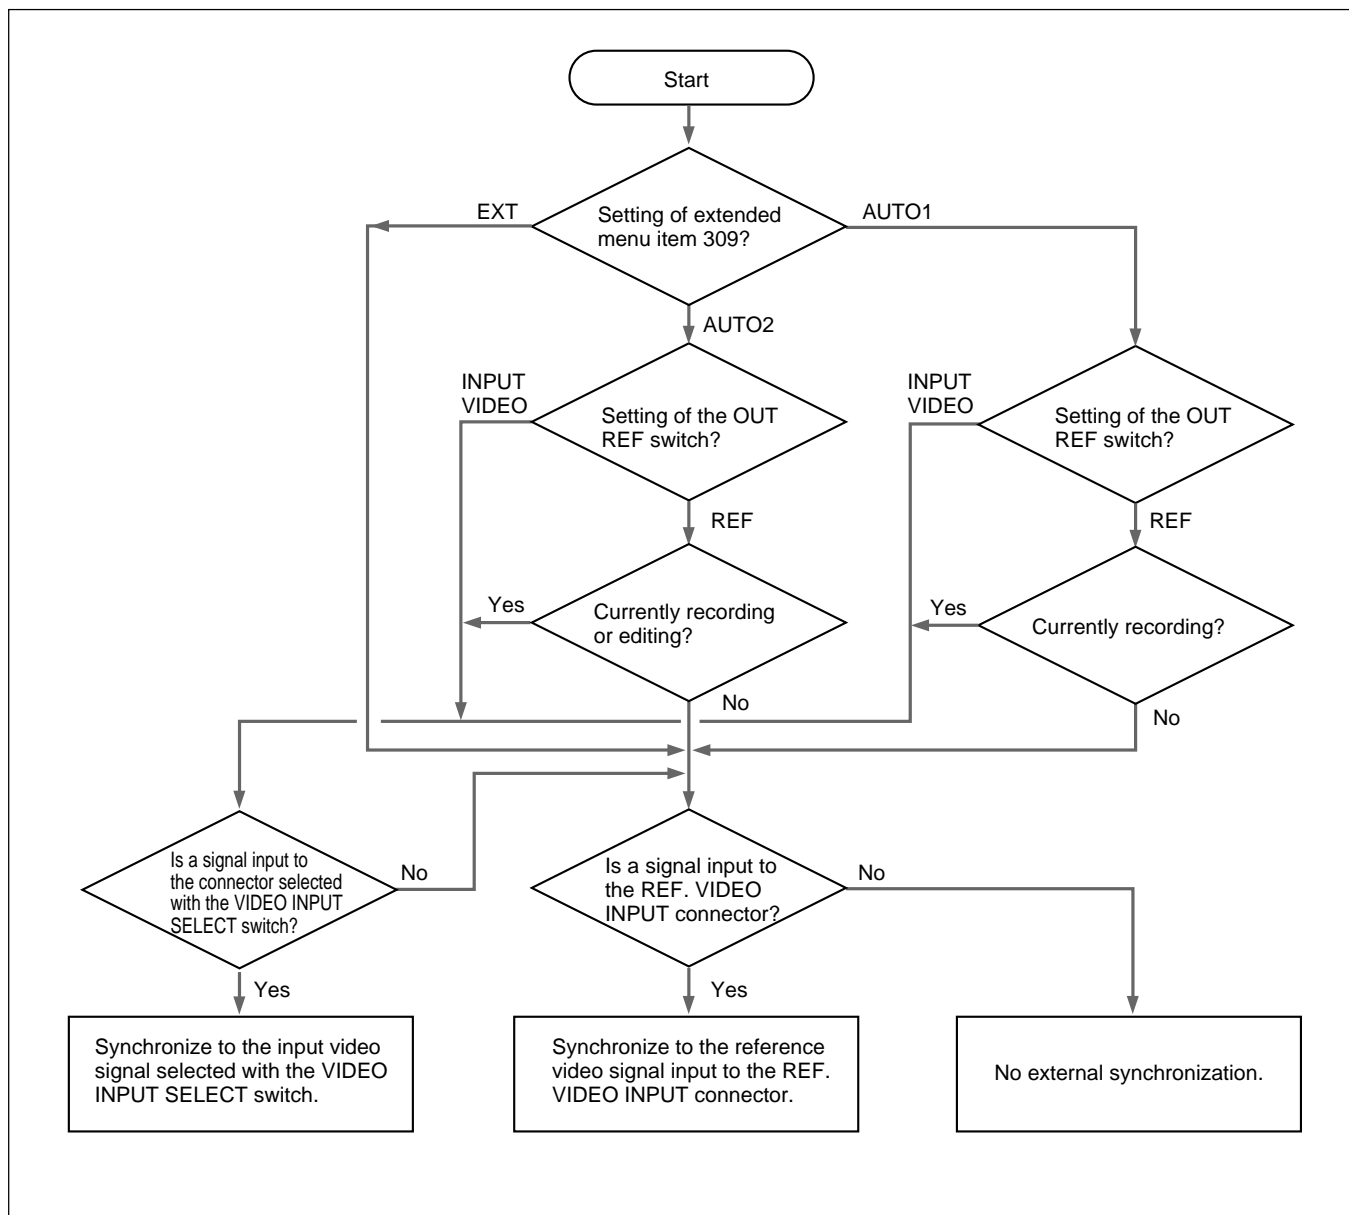 Start
Setting of extended
menu item 309?
EXT
AUTO1
AUTO2
INPUT
VIDEO
Setting of the OUT
REF switch?
INPUT
VIDEO
Setting of the OUT
REF switch?
REF
REF
Yes
Currently recording
or editing?
Yes
Currently recording?
No
No
Is a signal input to
the connector selected
with the VIDEO INPUT
SELECT switch?
No
Is a signal input to
the REF. VIDEO
INPUT connector?
No
Yes
Yes
Synchronize to the input video
signal selected with the VIDEO
INPUT SELECT switch.
Synchronize to the reference
video signal input to the REF.
VIDEO INPUT connector.
No external synchronization.